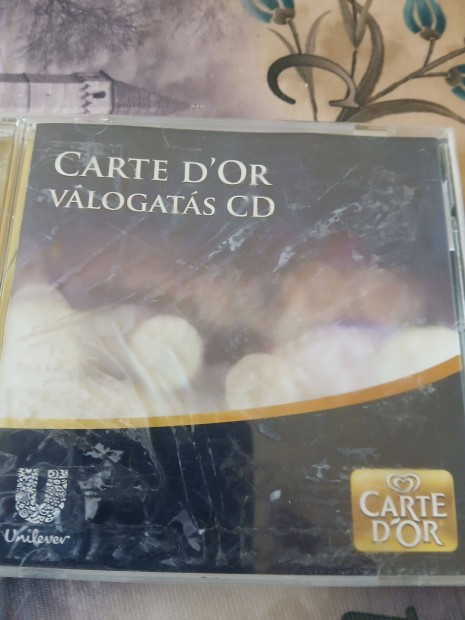 CARTE D'OR
VÁLOGATÁS CD
Unilever
CARTE
D'OR